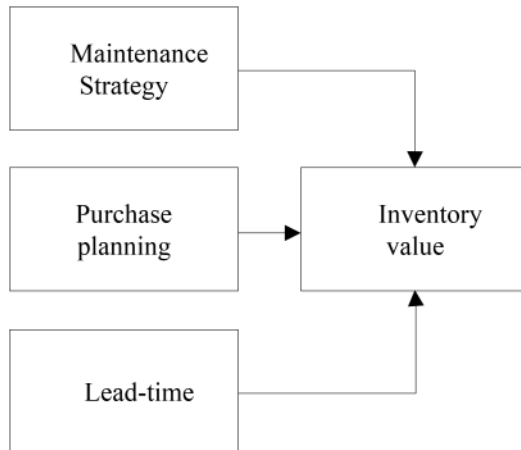 Maintenance
Strategy
Purchase
planning
Inventory
value
Lead-time